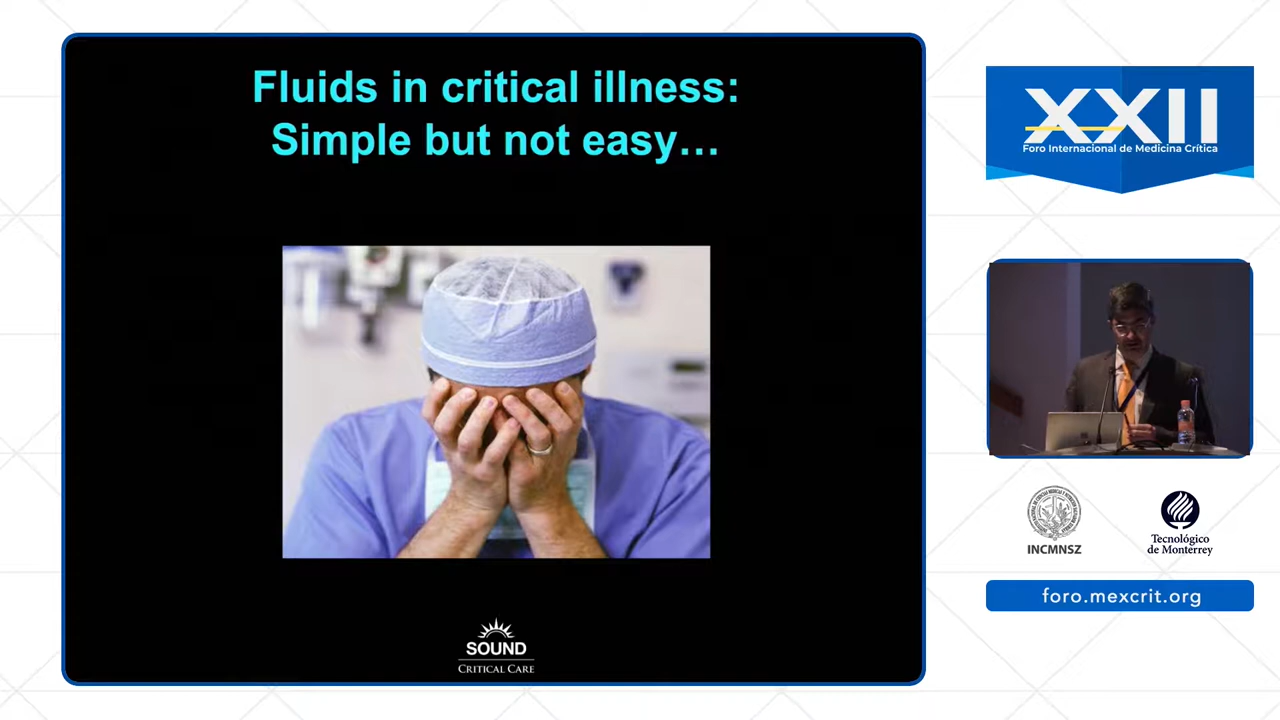 Fluids in critical illness:
Simple but not easy…
SOUND
CRITICAL CARE
XXII
Foro Internacional de Medicina Crítica
INCMNSZ
Tecnológico
de Monterrey
foro.mexcrit.org